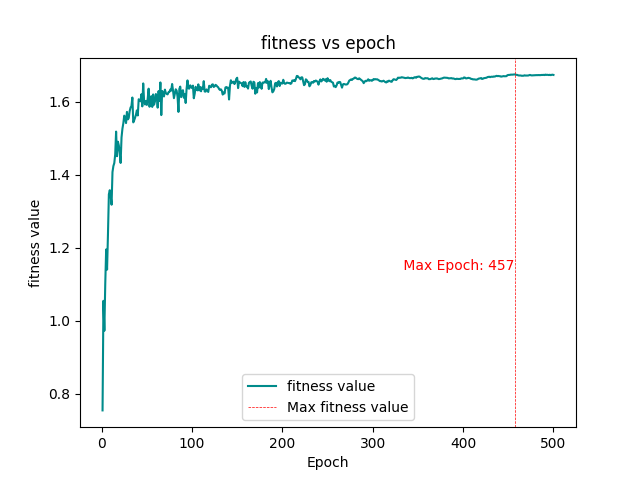 fitness vs epoch
fitness value
1.6
1.4
1.2
1.0
0.8
Max Epoch: 457
fitness value
Max fitness value
0
100
200
300
400
500
Epoch